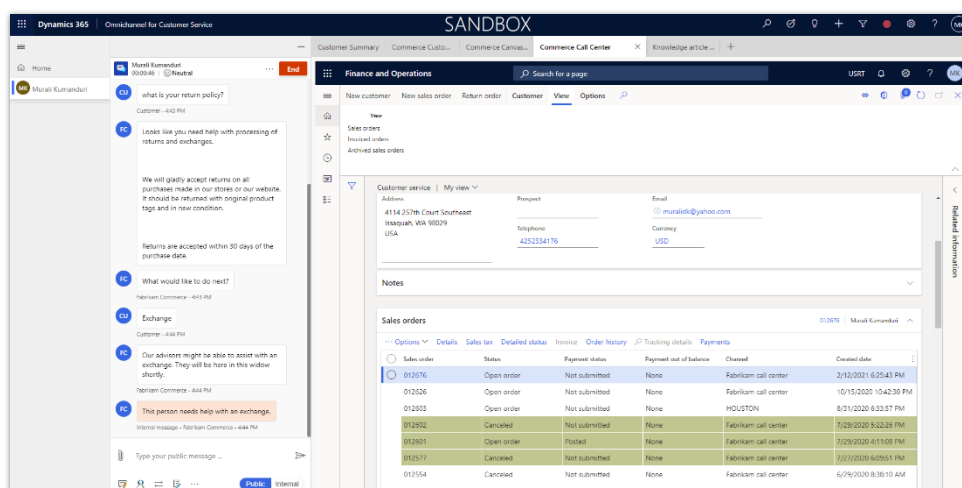 Dynamics 365
Omnichannel for Customer Service
SANDBOX
Customer Summary
Commerce Custo...
Commerce Canvas...
Commerce Call Center
Knowledge article ...
Home
MK Murali Kumanduri
Murali Kumanduri
00:00:46
Neutral
End
CU
what is your return policy?
Customer - 4:43 PM
FC
Looks like you need help with processing of
returns and exchanges.
We will gladly accept returns on all
purchases made in our stores or our website.
It should be returned with original product
tags and in new condition.
Returns are accepted within 30 days of the
purchase date.
FC
What would like to do next?
Fabrikam Commerce - 4:43 PM
CU
Exchange
Customer - 4:44 PM
FC
Our advisors might be able to assist with an
exchange. They will be here in this widow
shortly.
Fabrikam Commerce - 4:44 PM
FC
This person needs help with an exchange.
Internal message - Fabrikam Commerce - 4:44 PM
Type your public message ...
Public Internal
Finance and Operations
Search for a page
USRT
MK
New customer New sales order Return order Customer View Options
View
Sales orders
Invoiced orders
Archived sales orders
Customer service | My view
Address
4114 257th Court Southeast
Issaquah, WA 98029
USA
Prospect
Telephone
4252334176
Email
muralidk@yahoo.com
Currency
USD
Related information
Notes
Sales orders
012676 | Murali Kumanduri
Options Details Sales tax Detailed status Invoice Order history Tracking details Payments
Sales order Status Payment status Payment out of balance Channel Created date
012676 Open order Not submitted None Fabrikam call center 2/12/2021 6:25:43 PM
012626 Open order Not submitted None Fabrikam call center 10/15/2020 10:42:30 PM
012603 Open order Not submitted None HOUSTON 8/31/2020 6:33:57 PM
012602 Canceled Not submitted None Fabrikam call center 7/29/2020 5:22:26 PM
012601 Open order Posted None Fabrikam call center 7/29/2020 4:11:08 PM
012577 Canceled Not submitted None Fabrikam call center 7/27/2020 6:09:51 PM
012554 Canceled Not submitted None Fabrikam call center 6/29/2020 8:38:10 AM